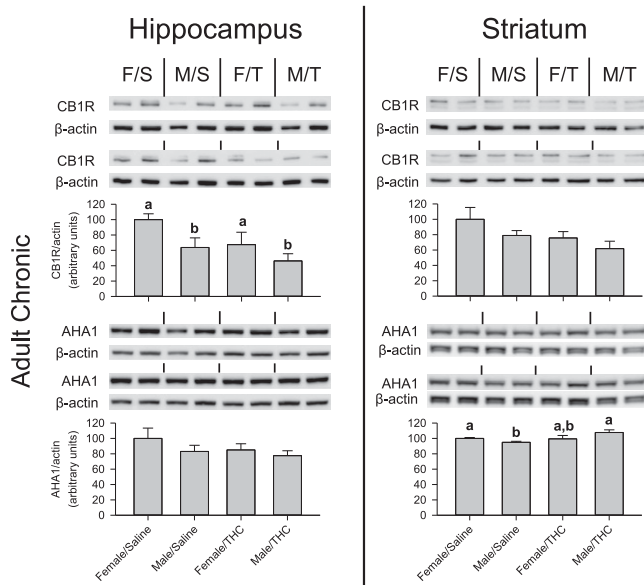 Hippocampus
Striatum
F/S M/S F/T M/T
F/S M/S F/T M/T
Adult Chronic
CB1R
β-actin
CB1R
β-actin
CB1R/actin
(arbitrary units)
120
100
80
60
40
20
0
a
b
a
b
AHA1
β-actin
AHA1
β-actin
AHA1/actin
(arbitrary units)
120
100
80
60
40
20
0
Female/Saline
Male/Saline
Female/THC
Male/THC
CB1R
β-actin
CB1R
β-actin
120
100
80
60
40
20
0
AHA1
β-actin
AHA1
β-actin
120
100
80
60
40
20
0
a
b
a,b
a
Female/Saline
Male/Saline
Female/THC
Male/THC